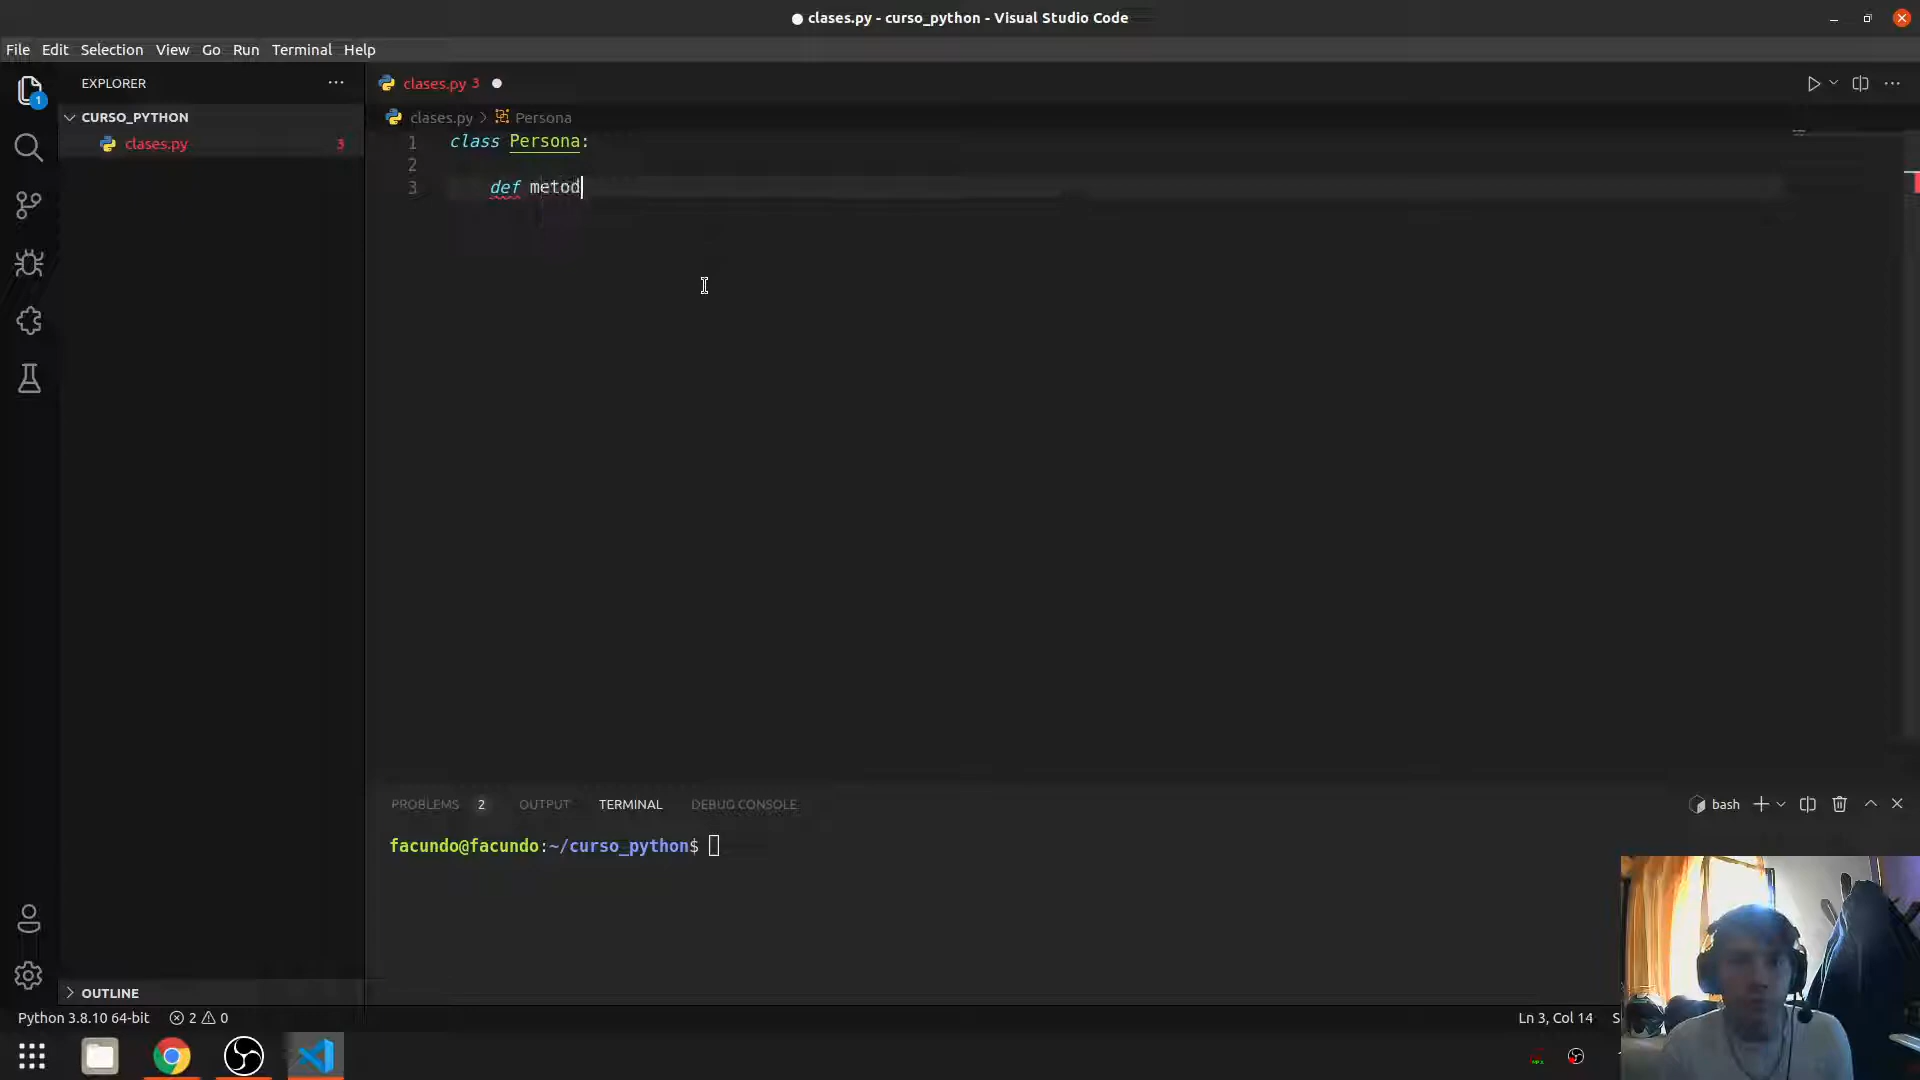 ● clases.py - curso_python - Visual Studio Code
File Edit Selection View Go Run Terminal Help
EXPLORER
clases.py 3
CURSO_PYTHON
clases.py > Persona
clases.py 3
1 class Persona:
2
3 def metod
1
PROBLEMS 2 OUTPUT TERMINAL DEBUG CONSOLE
bash
facundo@facundo:~/curso_python$
OUTLINE
Python 3.8.10 64-bit 2 0
Ln 3, Col 14 S